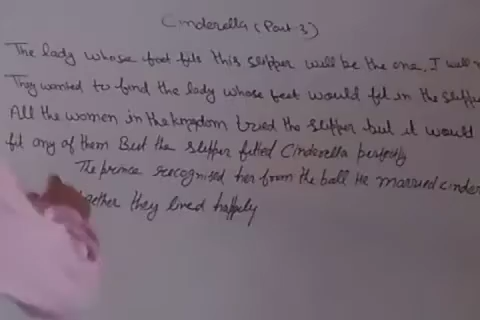 Cinderella (Part-3)
The lady whose feet fits this slipper will be the one, I will
They wanted to find the lady whose feet would fit in the slipper
All the women in the kingdom tried the slipper but it would
fit any of them But the slipper fitted Cinderella perfectly
The prince recognised her from the ball He married cinder
they lived happily